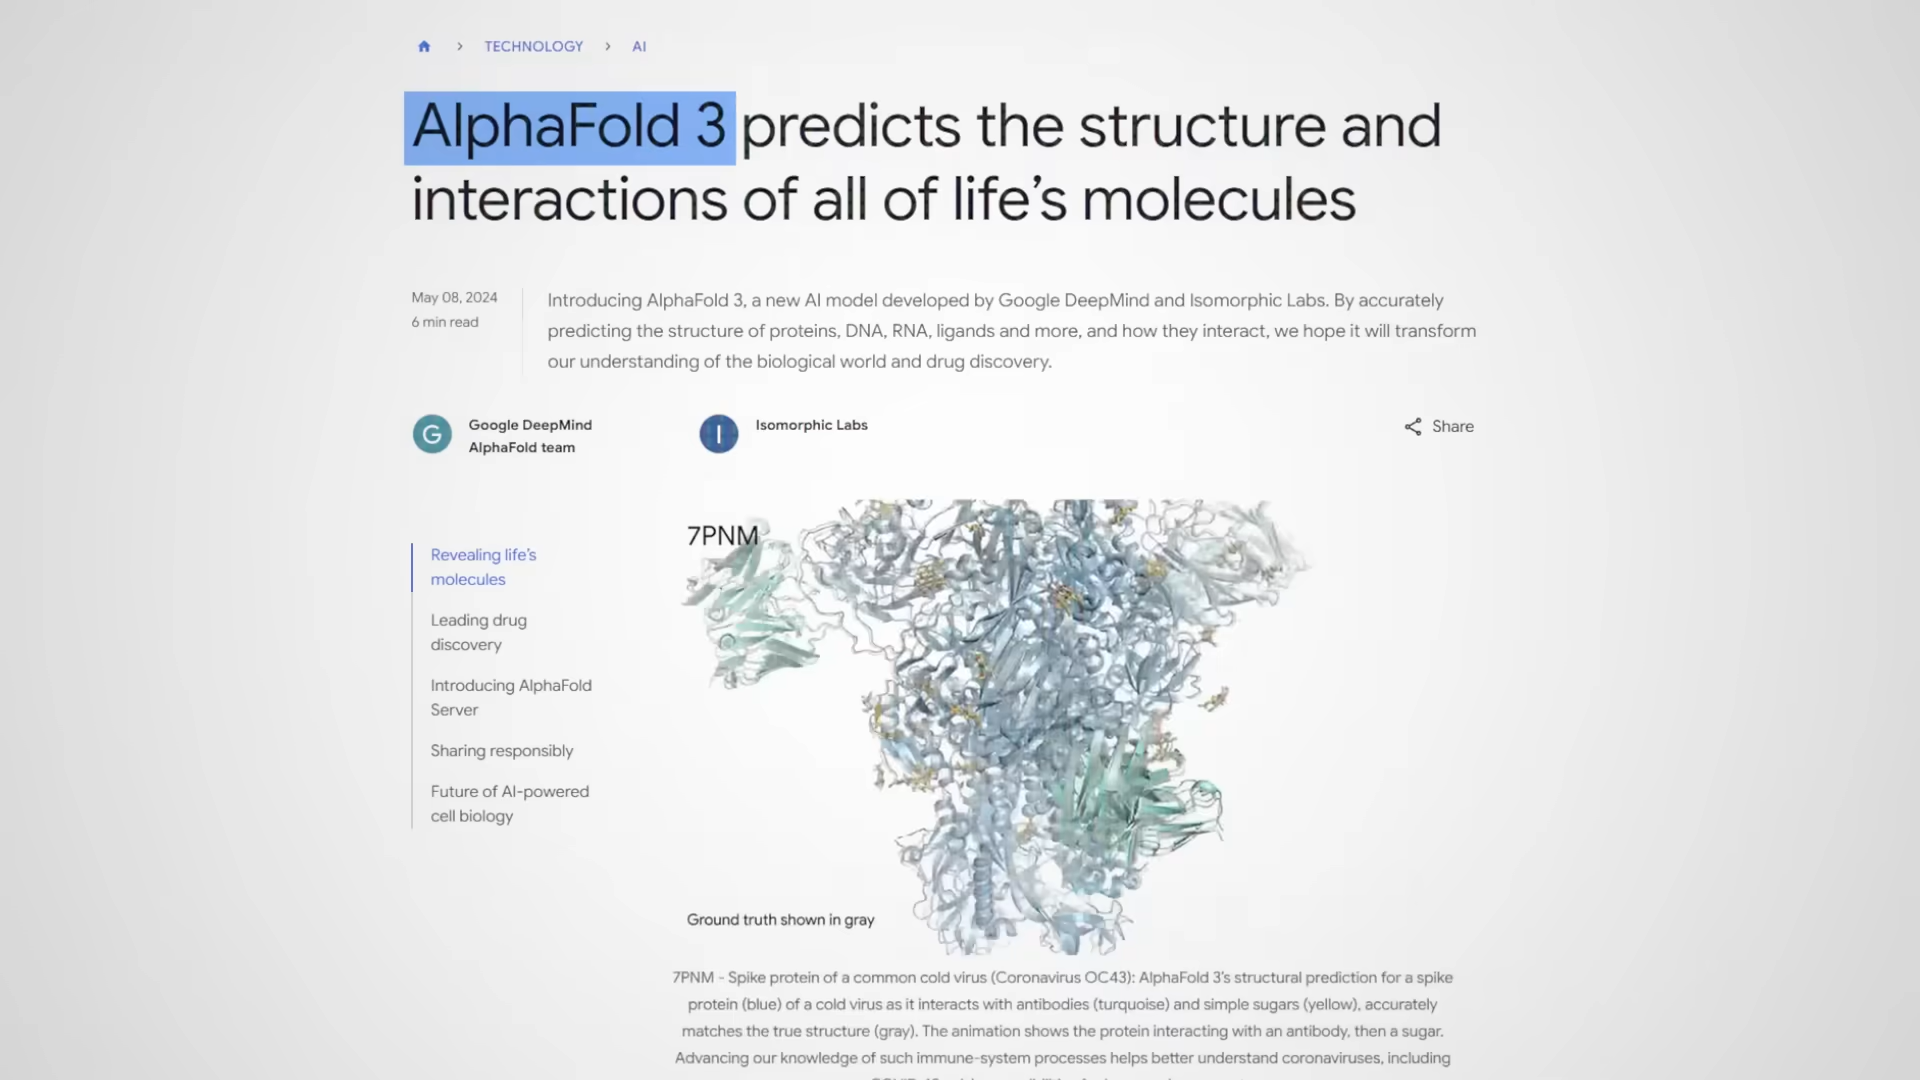 TECHNOLOGY > AI
AlphaFold 3 predicts the structure and
interactions of all of life’s molecules
May 08, 2024
6 min read
Introducing AlphaFold 3, a new AI model developed by Google DeepMind and Isomorphic Labs. By accurately
predicting the structure of proteins, DNA, RNA, ligands and more, and how they interact, we hope it will transform
our understanding of the biological world and drug discovery.
G
Google DeepMind
AlphaFold team
I
Isomorphic Labs
Share
Revealing life’s
molecules
Leading drug
discovery
Introducing AlphaFold
Server
Sharing responsibly
Future of AI-powered
cell biology
7PNM
Ground truth shown in gray
7PNM - Spike protein of a common cold virus (Coronavirus OC43): AlphaFold 3’s structural prediction for a spike
protein (blue) of a cold virus as it interacts with antibodies (turquoise) and simple sugars (yellow), accurately
matches the true structure (gray). The animation shows the protein interacting with an antibody, then a sugar.
Advancing our knowledge of such immune-system processes helps better understand coronaviruses, including